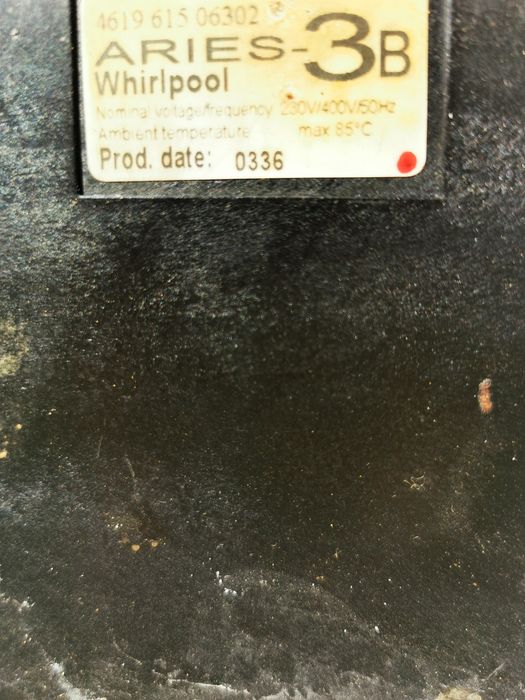 4619 615 06302
ARIES-3B
Whirlpool
Nominal voltage/frequency 230V/400V/50Hz
Ambient temperature max 85°C
Prod. date: 0336